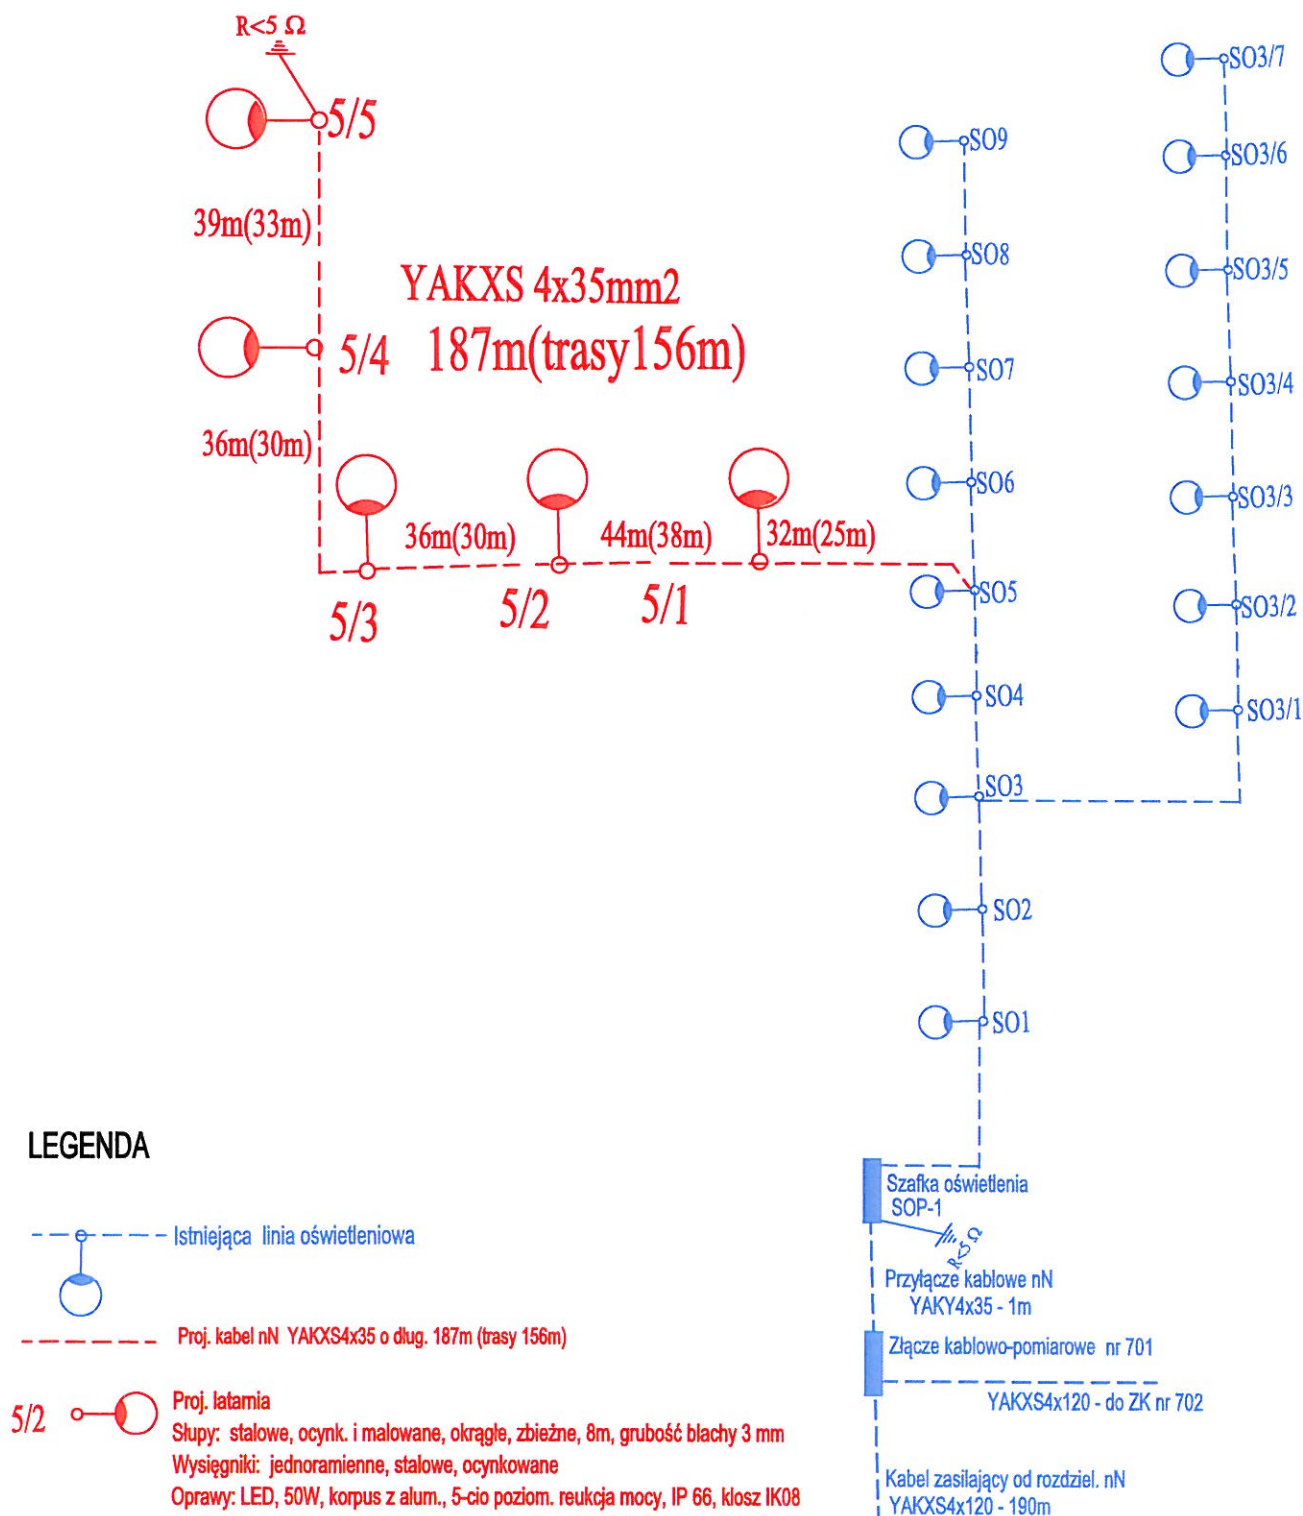 R<5 Ω
5/5
39m(33m)
YAKXS 4x35mm2
187m(trasy156m)
5/4
36m(30m)
36m(30m)
44m(38m)
32m(25m)
5/3
5/2
5/1
SO9
SO8
SO7
SO6
SO5
SO4
SO3
SO2
SO1
SO3/7
SO3/6
SO3/5
SO3/4
SO3/3
SO3/2
SO3/1
Szafka oświetlenia
SOP-1
R<5 Ω
Przyłącze kablowe nN
YAKY4x35 - 1m
Złącze kablowo-pomiarowe nr 701
YAKXS4x120 - do ZK nr 702
Kabel zasilający od rozdziel. nN
YAKXS4x120 - 190m
LEGENDA
Istniejąca linia oświetleniowa
Proj. kabel nN YAKXS4x35 o dług. 187m (trasy 156m)
5/2
Proj. latarnia
Słupy: stalowe, ocynk. i malowane, okrągłe, zbieżne, 8m, grubość blachy 3 mm
Wysięgniki: jednoramienne, stalowe, ocynkowane
Oprawy: LED, 50W, korpus z alum., 5-cio poziom. reukcja mocy, IP 66, klosz IK08